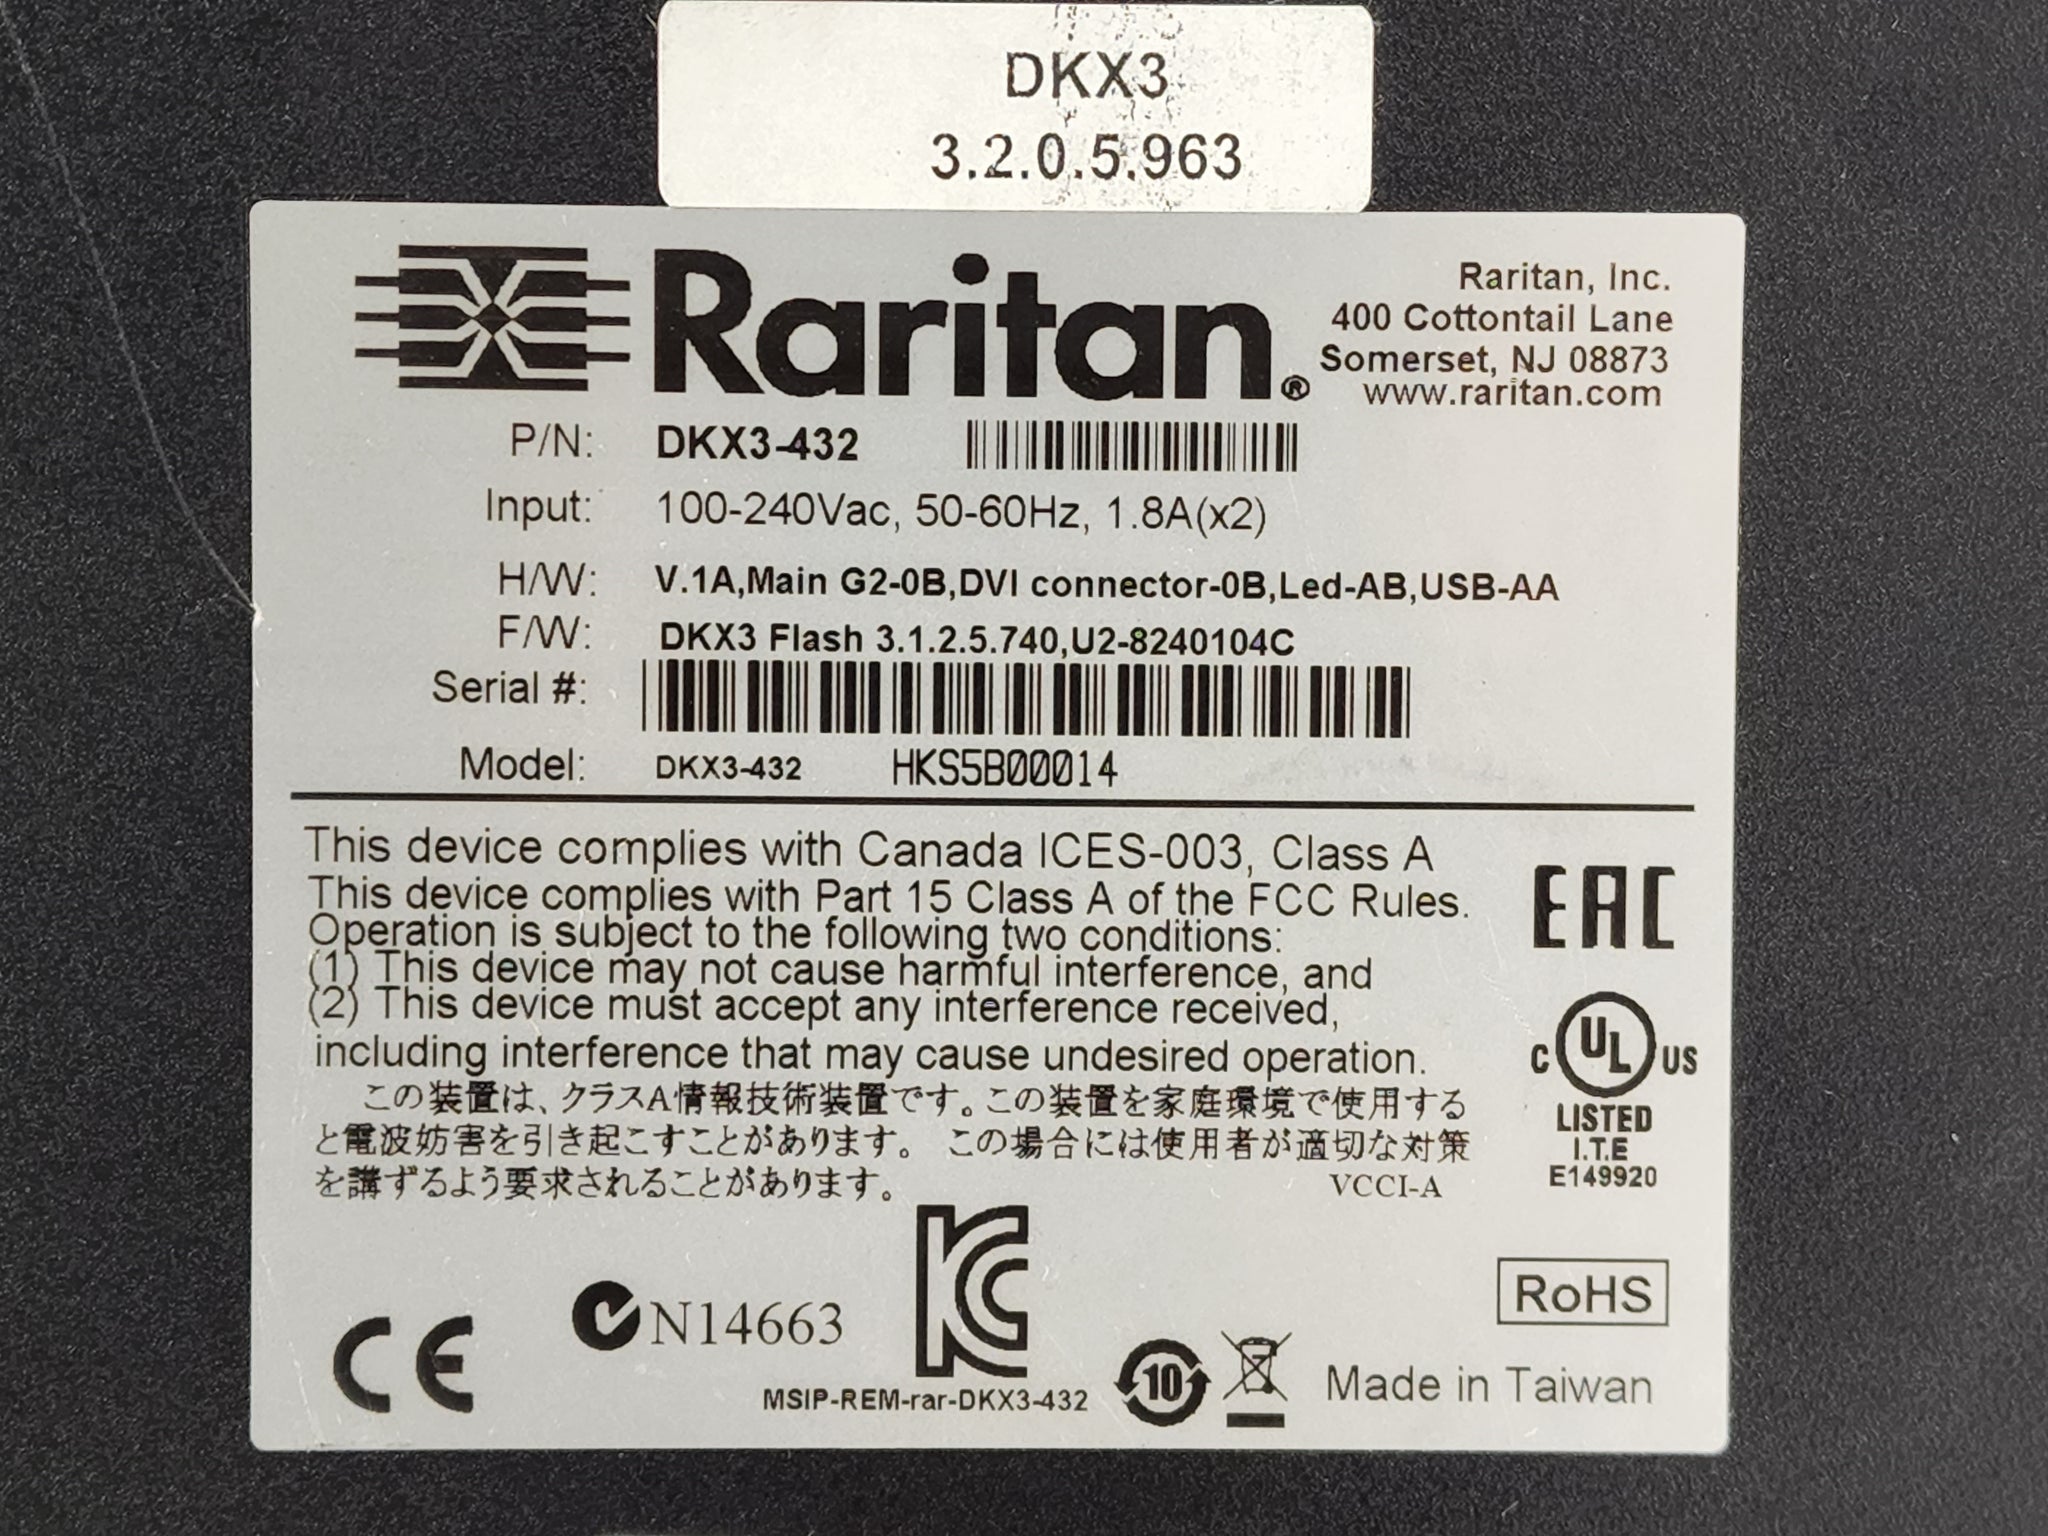 DKX3
3.2.0.5.963
Raritan®
Raritan, Inc.
400 Cottontail Lane
Somerset, NJ 08873
www.raritan.com
P/N: DKX3-432
Input: 100-240Vac, 50-60Hz, 1.8A(x2)
H/W: V.1A,Main G2-0B,DVI connector-0B,Led-AB,USB-AA
F/W: DKX3 Flash 3.1.2.5.740,U2-8240104C
Serial #:
Model: DKX3-432 HKS5B00014
This device complies with Canada ICES-003, Class A
This device complies with Part 15 Class A of the FCC Rules.
Operation is subject to the following two conditions:
(1) This device may not cause harmful interference, and
(2) This device must accept any interference received,
including interference that may cause undesired operation.
この装置は、クラスA情報技術装置です。この装置を家庭環境で使用する
と電波妨害を引き起こすことがあります。 この場合には使用者が適切な対策
を講ずるよう要求されることがあります。 VCCI-A
EAC
C UL US
LISTED
I.T.E
E149920
CE
N14663
KC
MSIP-REM-rar-DKX3-432
10
RoHS
Made in Taiwan